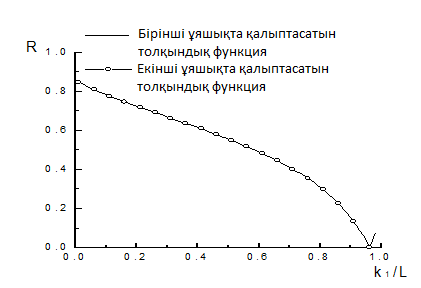 R
Бірінші ұяшықта қалыптасатын
толқындық функция
Екінші ұяшықта қалыптасатын
толқындық функция
1.0
0.8
0.6
0.4
0.2
0.0
0.0 0.2 0.4 0.6 0.8 1.0
k 1 / L